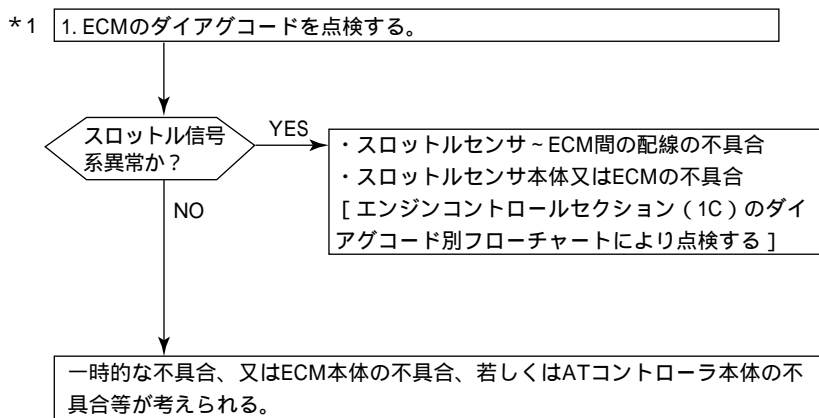 *1 1. ECMのダイアグコードを点検する。
スロットル信号
系異常か？
YES
・スロットルセンサ～ECM間の配線の不具合
・スロットルセンサ本体又はECMの不具合
[ エンジンコントロールセクション（1C）のダイ
アグコード別フローチャートにより点検する ]
NO
一時的な不具合、又はECM本体の不具合、若しくはATコントローラ本体の不
具合等が考えられる。